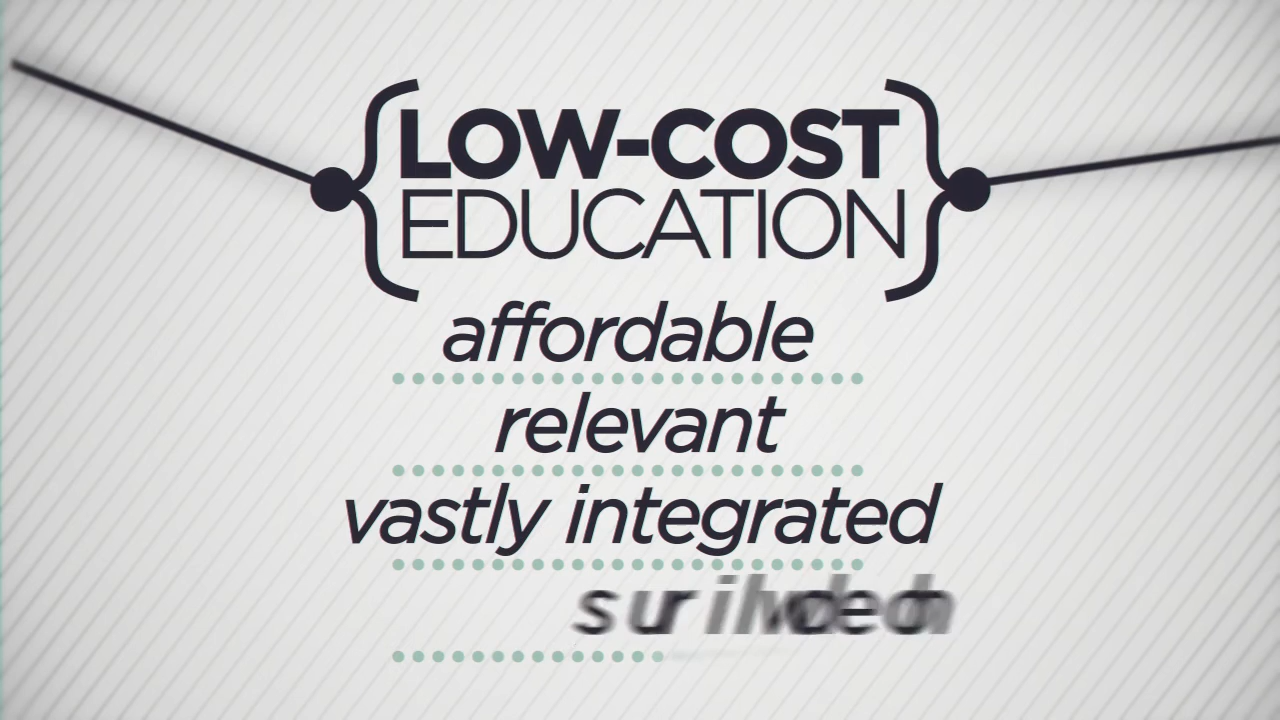 LOW-COST
EDUCATION
affordable
relevant
vastly integrated